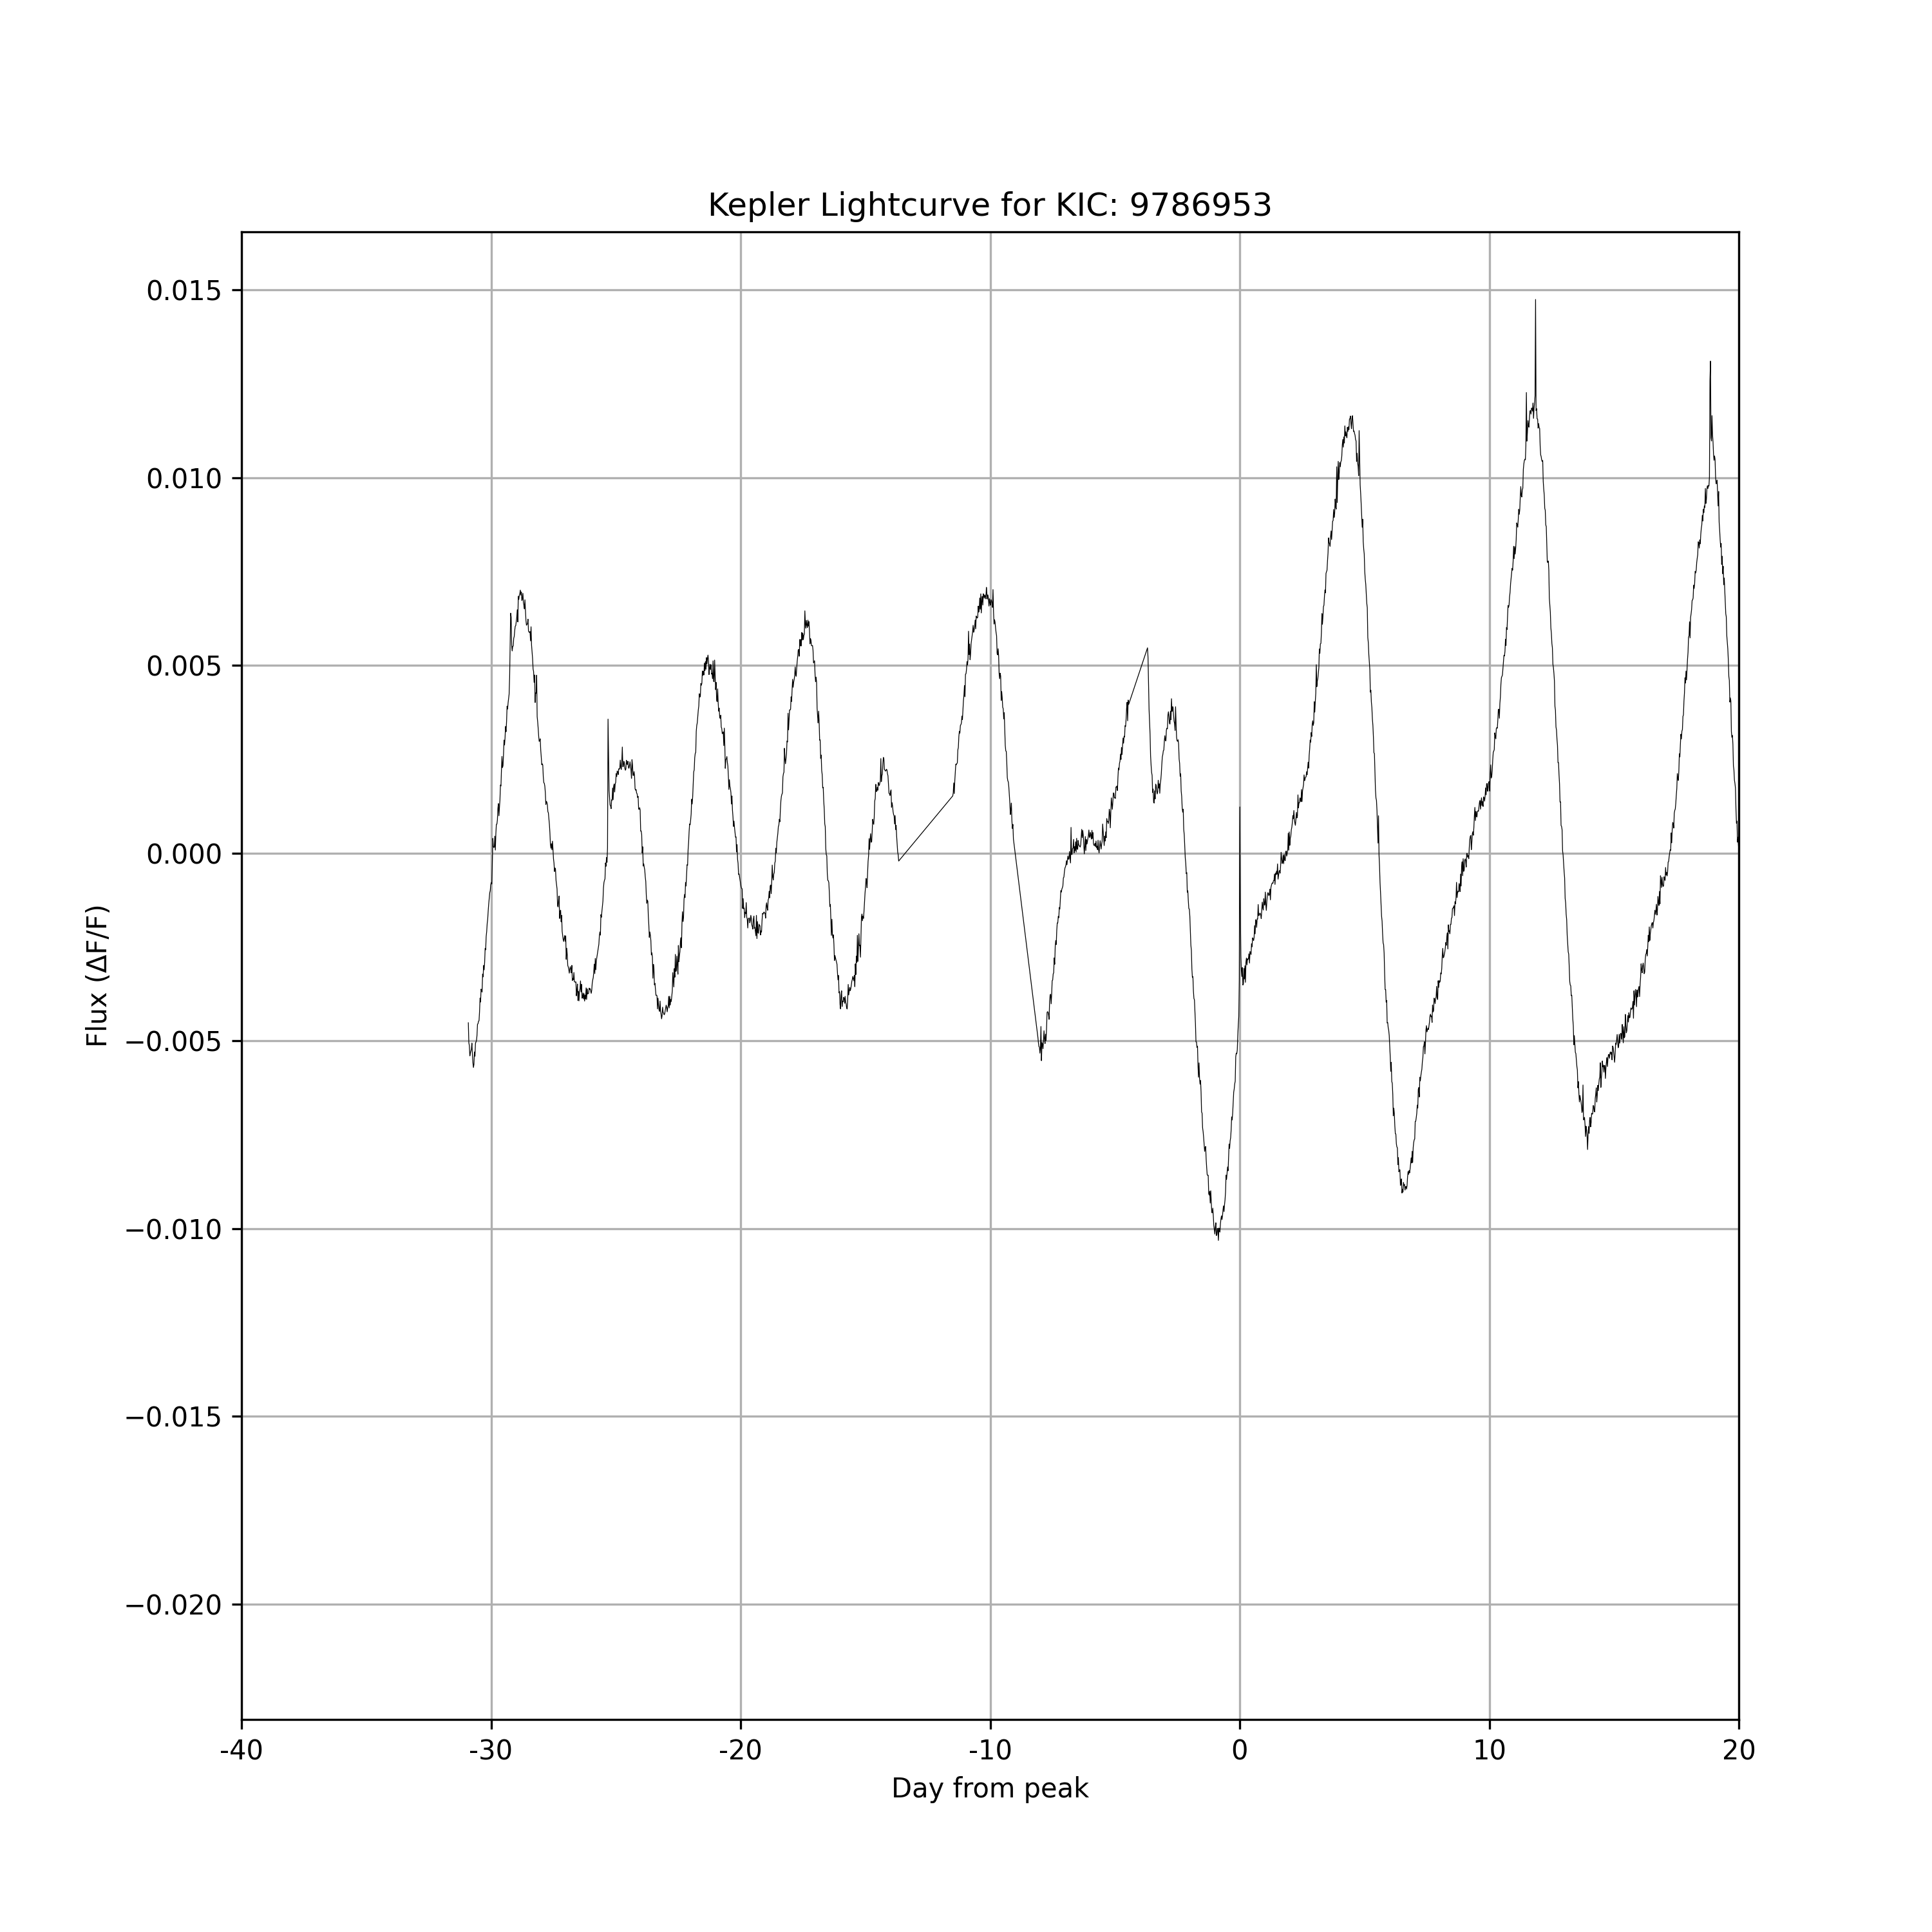 Kepler Lightcurve for KIC: 9786953
0.015
0.010
0.005
0.000
−0.005
−0.010
−0.015
−0.020
Flux (ΔF/F)
-40 -30 -20 -10 0 10 20
Day from peak